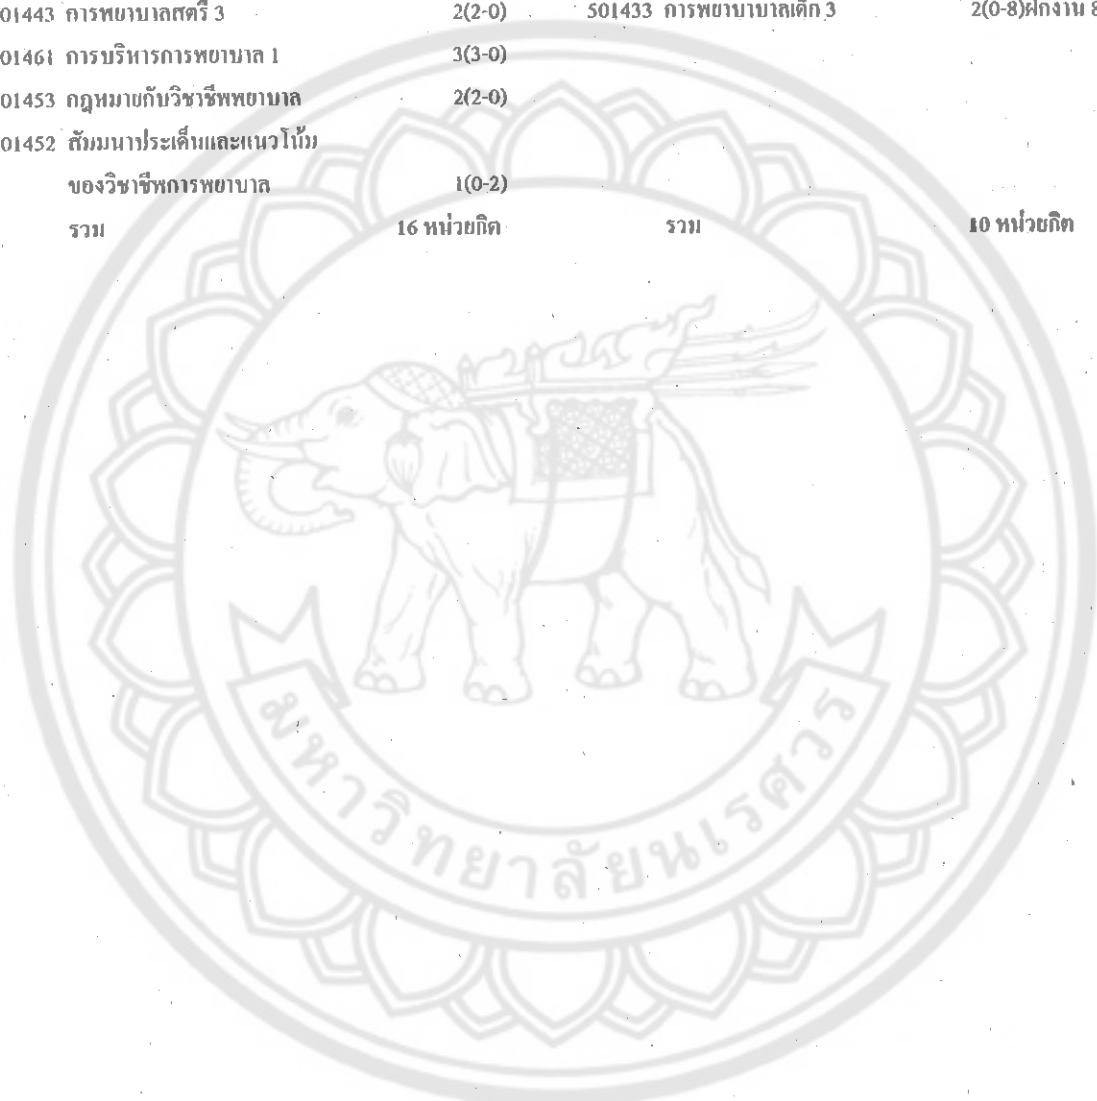 01443 การพยาบาลสตรี 3 2(2-0) 501433 การพยาบาบาลเด็ก 3 2(0-8)ฝึกงาน 8
01461 การบริหารการพยาบาล 1 3(3-0)
01453 กฎหมายกับวิชาชีพพยาบาล 2(2-0)
01452 สัมมนาประเด็นและแนวโน้ม
ของวิชาชีพการพยาบาล 1(0-2)
รวม 16 หน่วยกิต รวม 10 หน่วยกิต
มหาวิทยาลัยนเรศวร